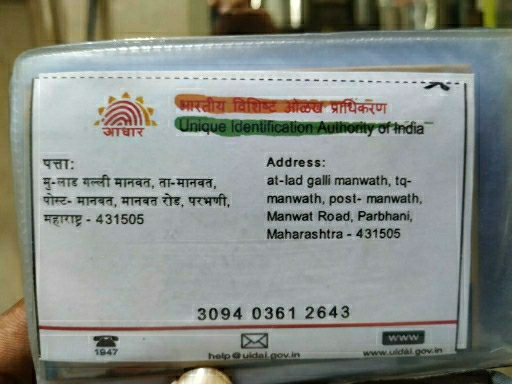 भारतीय विशिष्ट ओळख प्राधिकरण
Unique Identification Authority of India
आधार
पत्ता:
मु-लाड गल्ली मानवत, ता-मानवत,
पोस्ट- मानवत, मानवत रोड, परभणी,
महाराष्ट्र - 431505
Address:
at-lad galli manwath, tq-
manwath, post- manwath,
Manwat Road, Parbhani,
Maharashtra - 431505
3094 0361 2643
1947
help@uidai.gov.in
www
www.uidai.gov.in